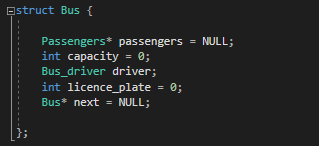 struct Bus {
Passengers* passengers = NULL;
int capacity = 0;
Bus_driver driver;
int licence_plate = 0;
Bus* next = NULL;
};